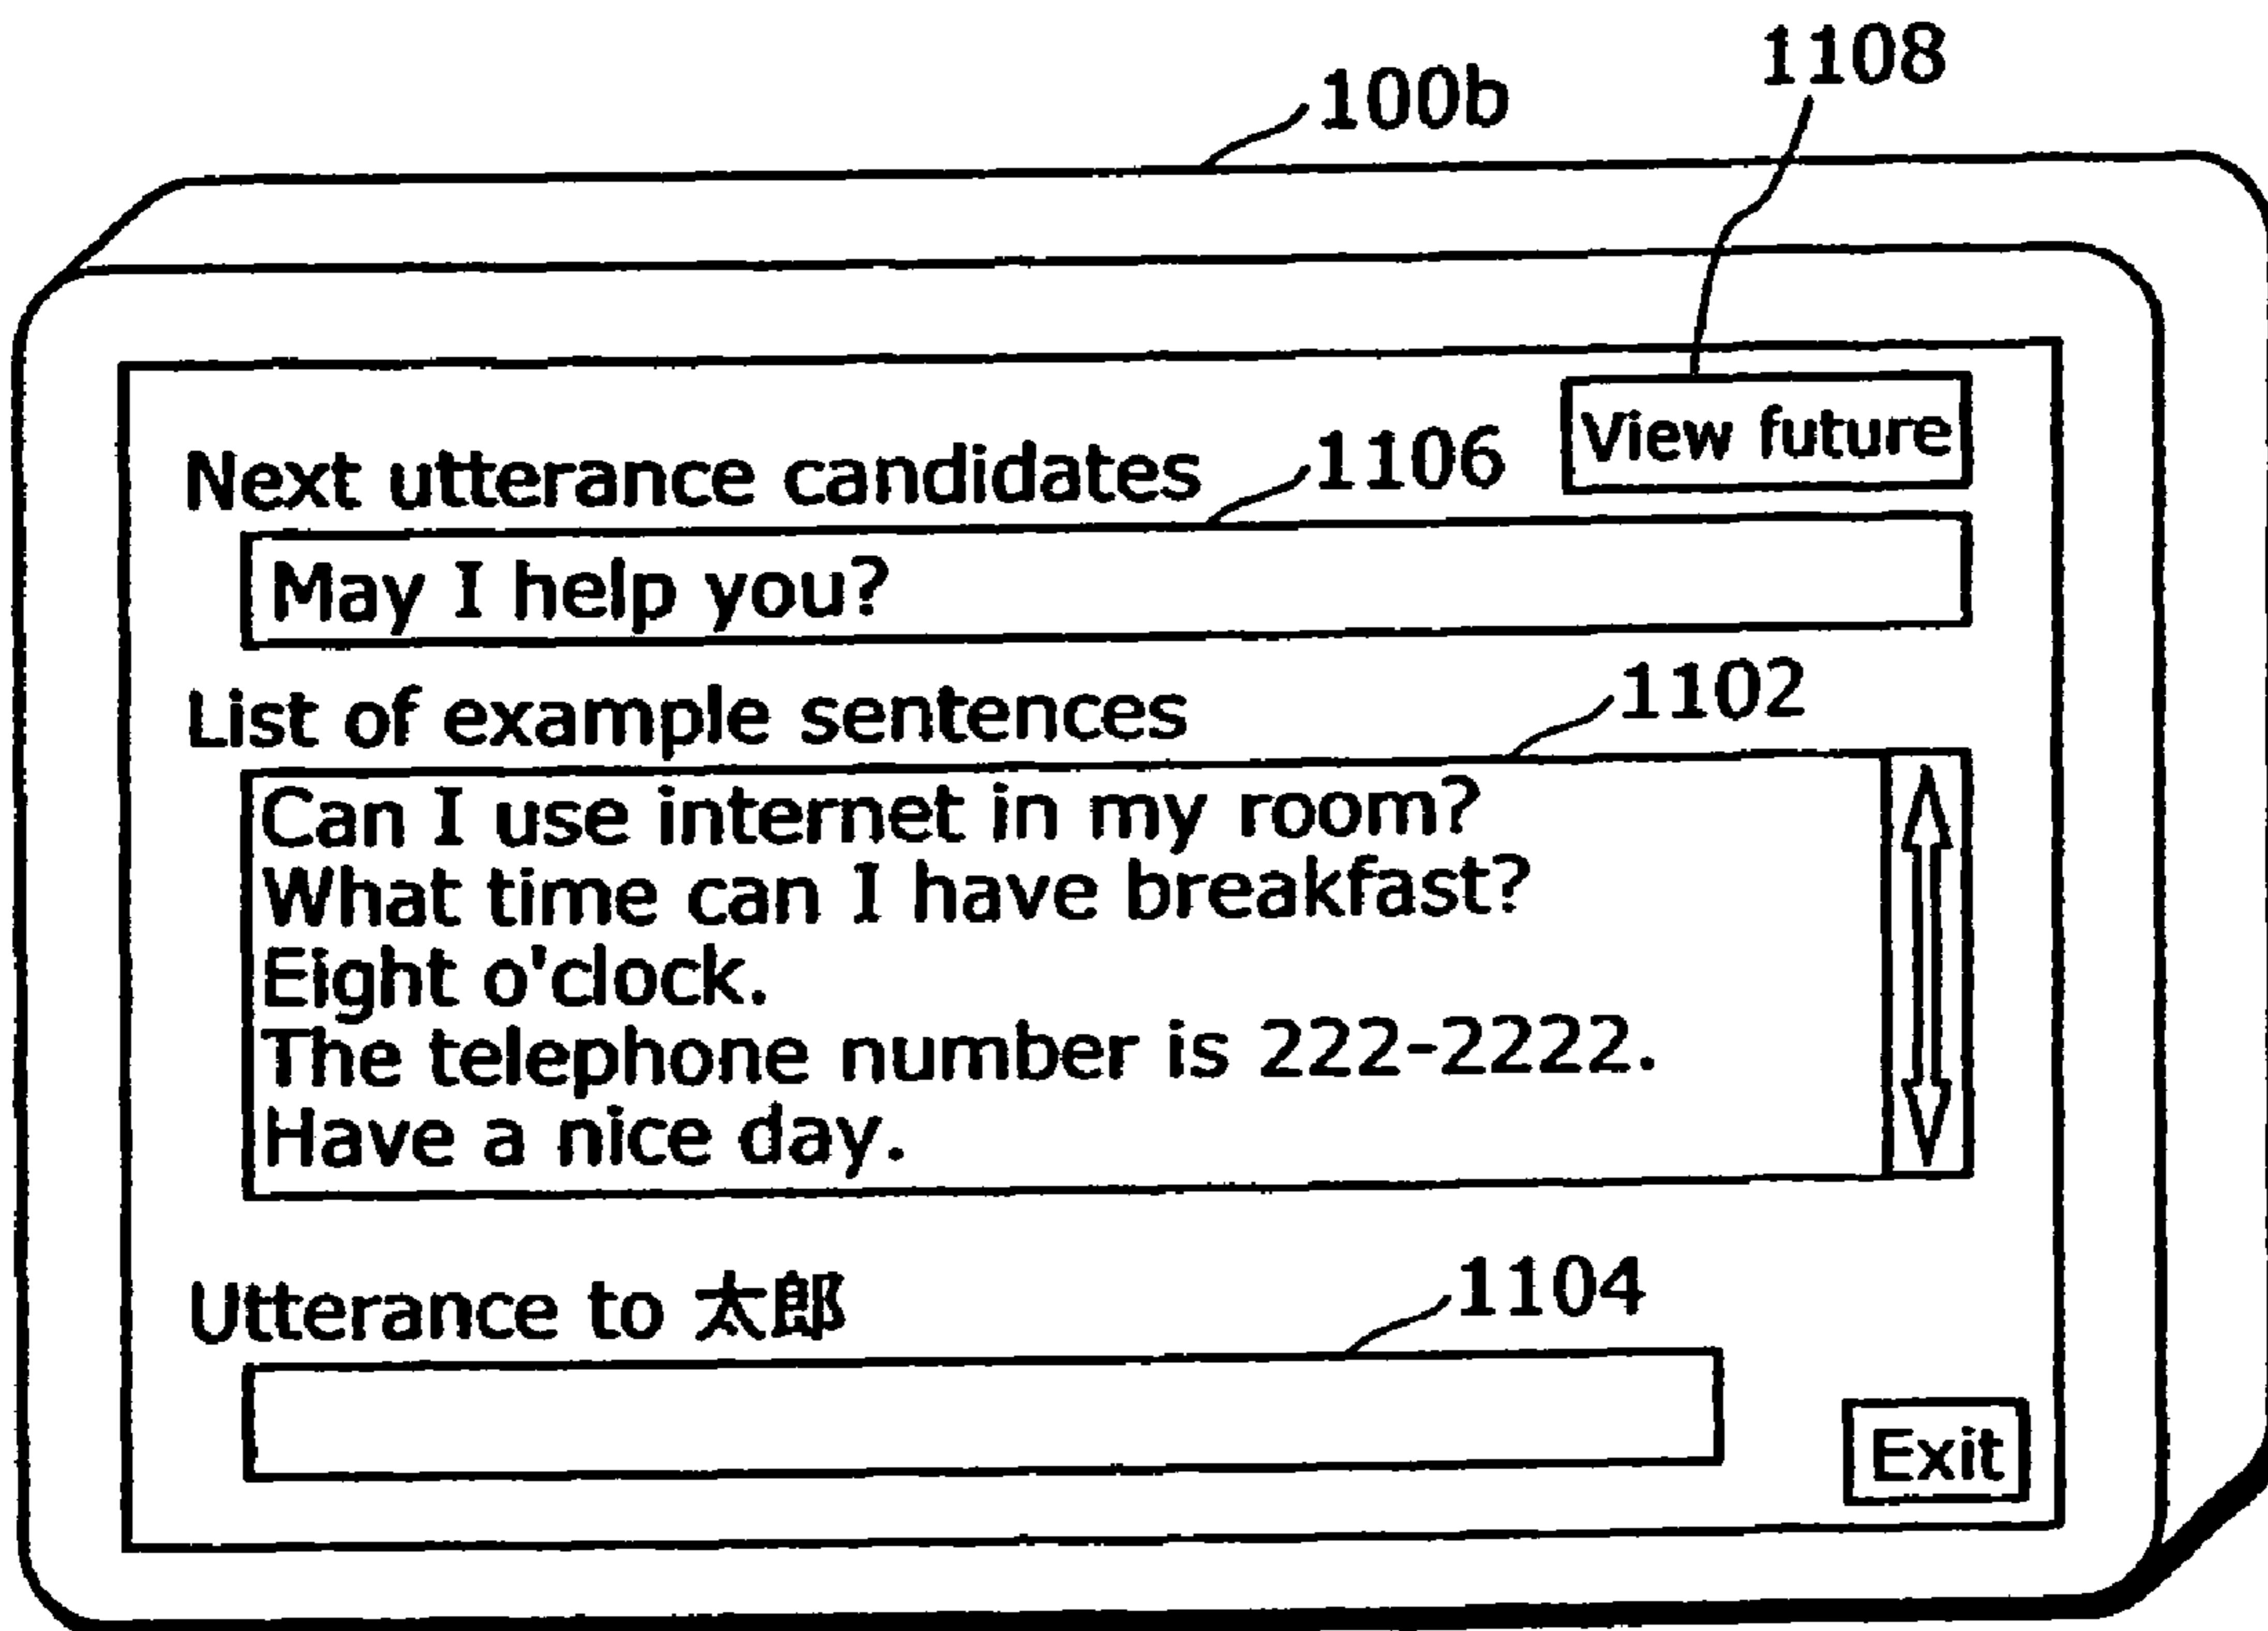 1108
100b
View future
Next utterance candidates
1106
May I help you?
1102
List of example sentences
Can I use internet in my room?
What time can I have breakfast?
Eight o'clock.
The telephone number is 222-2222.
Have a nice day.
1104
Utterance to 太郎
Exit